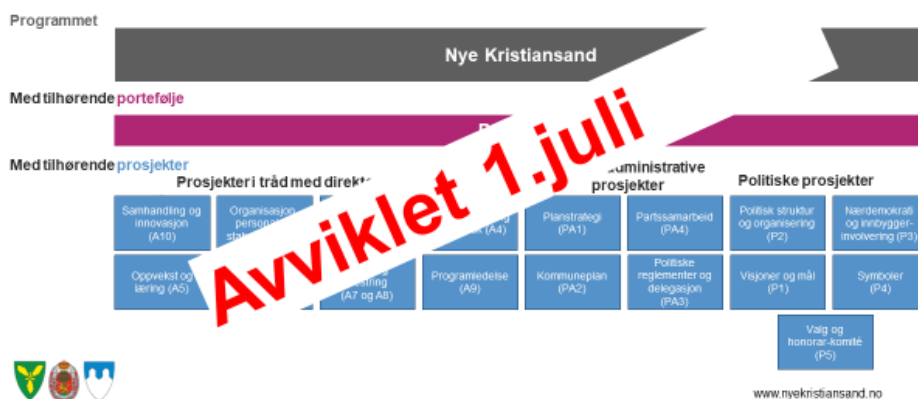 Programmet
Nye Kristiansand
Med tilhørende portefølje
Med tilhørende prosjekter
Prosjekter i tråd med
administrative
prosjekter
Politiske prosjekter
Samhandling og
innovasjon
(A10)
Organisasjon
(A4)
Planstrategi
(PA1)
Partssamarbeid
(PA4)
Politisk struktur
og organisering
(P2)
Nærdemokrati
og innbygger-
involvering (P3)
Oppvekst og
læring (A5)
(A7 og A8)
Programledelse
(A9)
Kommuneplan
(PA2)
Politiske
reglementer og
delegasjon
(PA3)
Visjoner og mål
(P1)
Symboler
(P4)
Valg og
honorar-komité
(P5)
Avviklet 1.juli
www.nyekristiansand.no